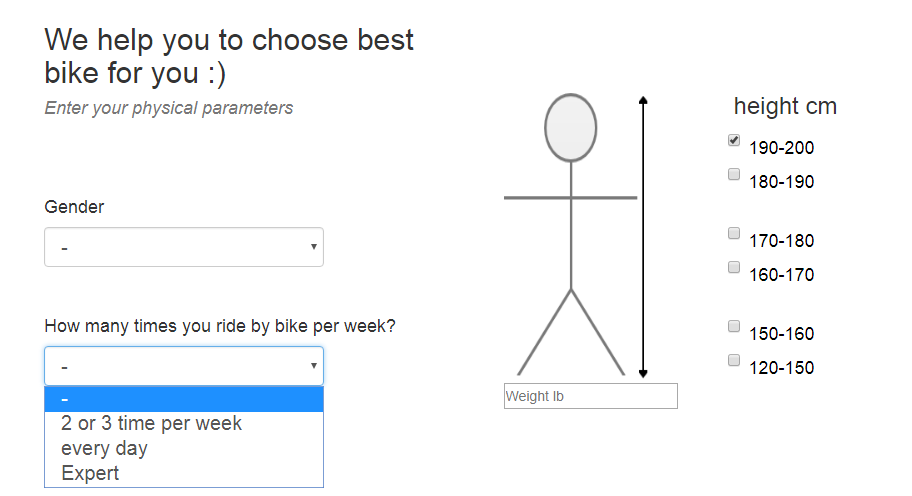 We help you to choose best
bike for you :)
Enter your physical parameters
Gender
-
How many times you ride by bike per week?
-
-
2 or 3 time per week
every day
Expert
Weight lb
height cm
190-200
180-190
170-180
160-170
150-160
120-150